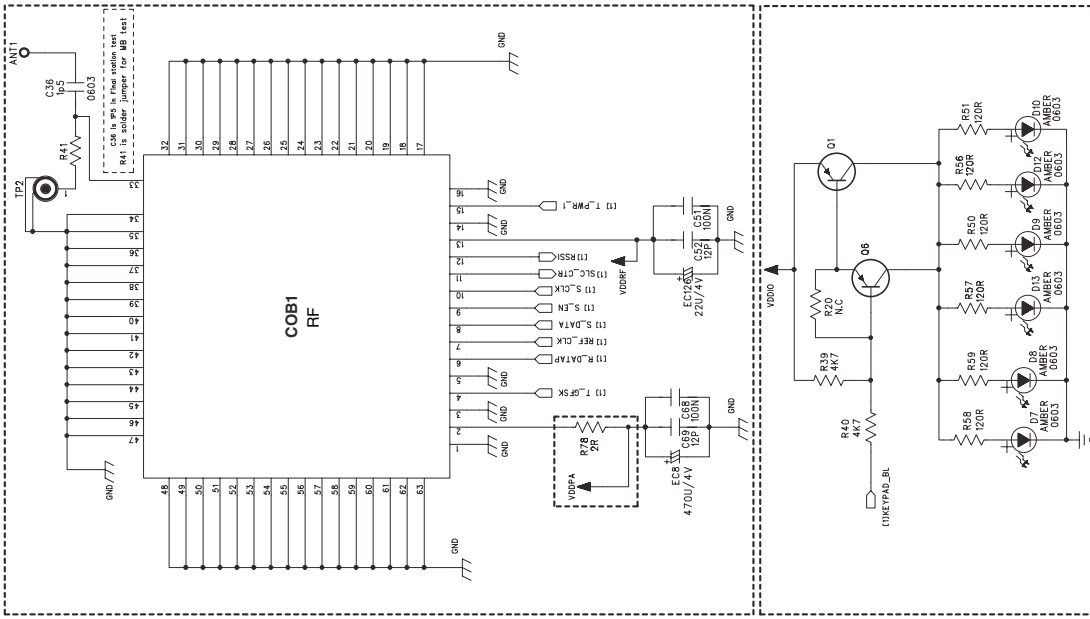 ANT1
C36
1p5
0603
C36 is 1P5 in Final station test
R41 is solder jumper for MB test
R41
TP2
1
GND
32
31
30
29
28
27
26
25
24
23
22
21
20
19
18
17
33
34
35
36
37
38
39
40
41
42
43
44
45
46
47
COB1
RF
16
15
14
13
12
11
10
9
8
7
6
5
4
3
2
1
GND
[1] T_PWR_1
GND
[1]RSSI
[1]SLC_CTR
[1] S_CLK
[1] S_EN
[1] S_DATA
[1] REF_CLK
[1] R_DATAP
GND
[1] T_GFSK
GND
GND
48
49
50
51
52
53
54
55
56
57
58
59
60
61
62
63
GND
GND
VDDRF
C51
100N
C52
12P
EC126
22U/4V
GND
R78
2R
VDDPA
C68
100N
C69
12P
EC8
470U/4V
GND
VDDIO
Q1
Q6
R20
N.C
R39
4K7
R40
4K7
[1]KEYPAD_BL
R51
120R
R56
120R
R50
120R
R57
120R
R59
120R
R58
120R
D10
AMBER
0603
D12
AMBER
0603
D9
AMBER
0603
D13
AMBER
0603
D8
AMBER
0603
D7
AMBER
0603